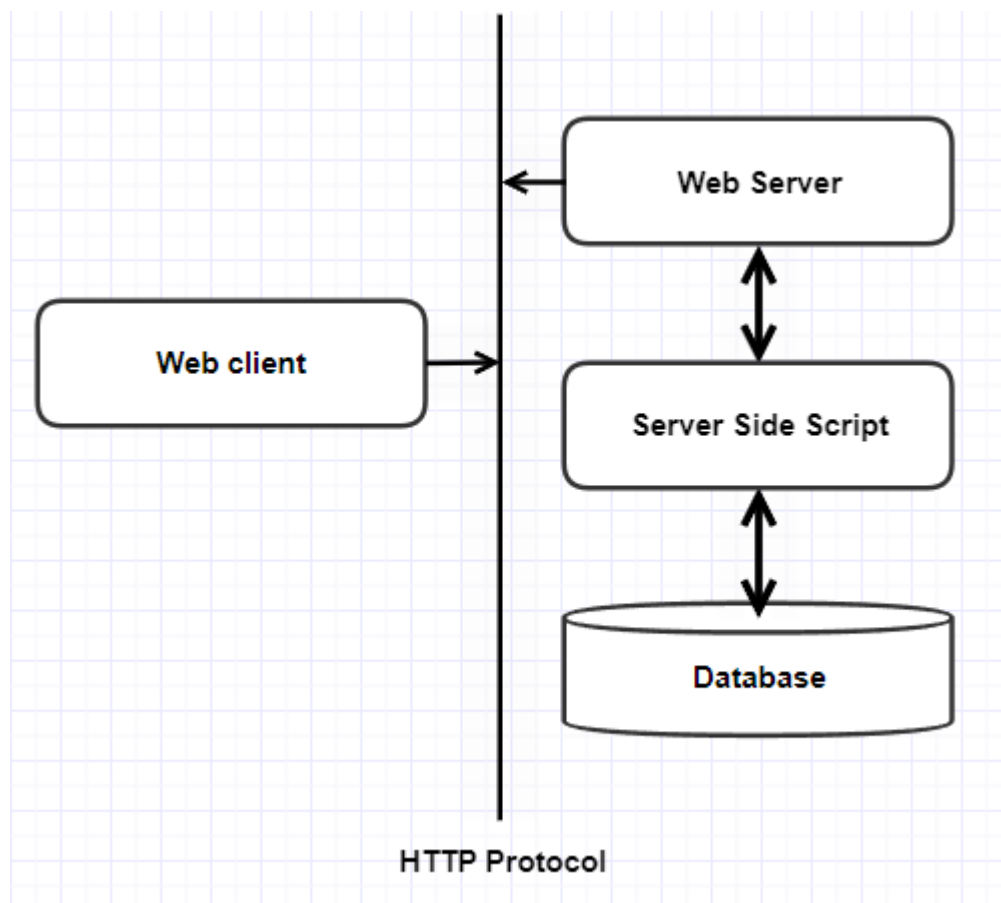 Web Server
Web client
Server Side Script
Database
HTTP Protocol